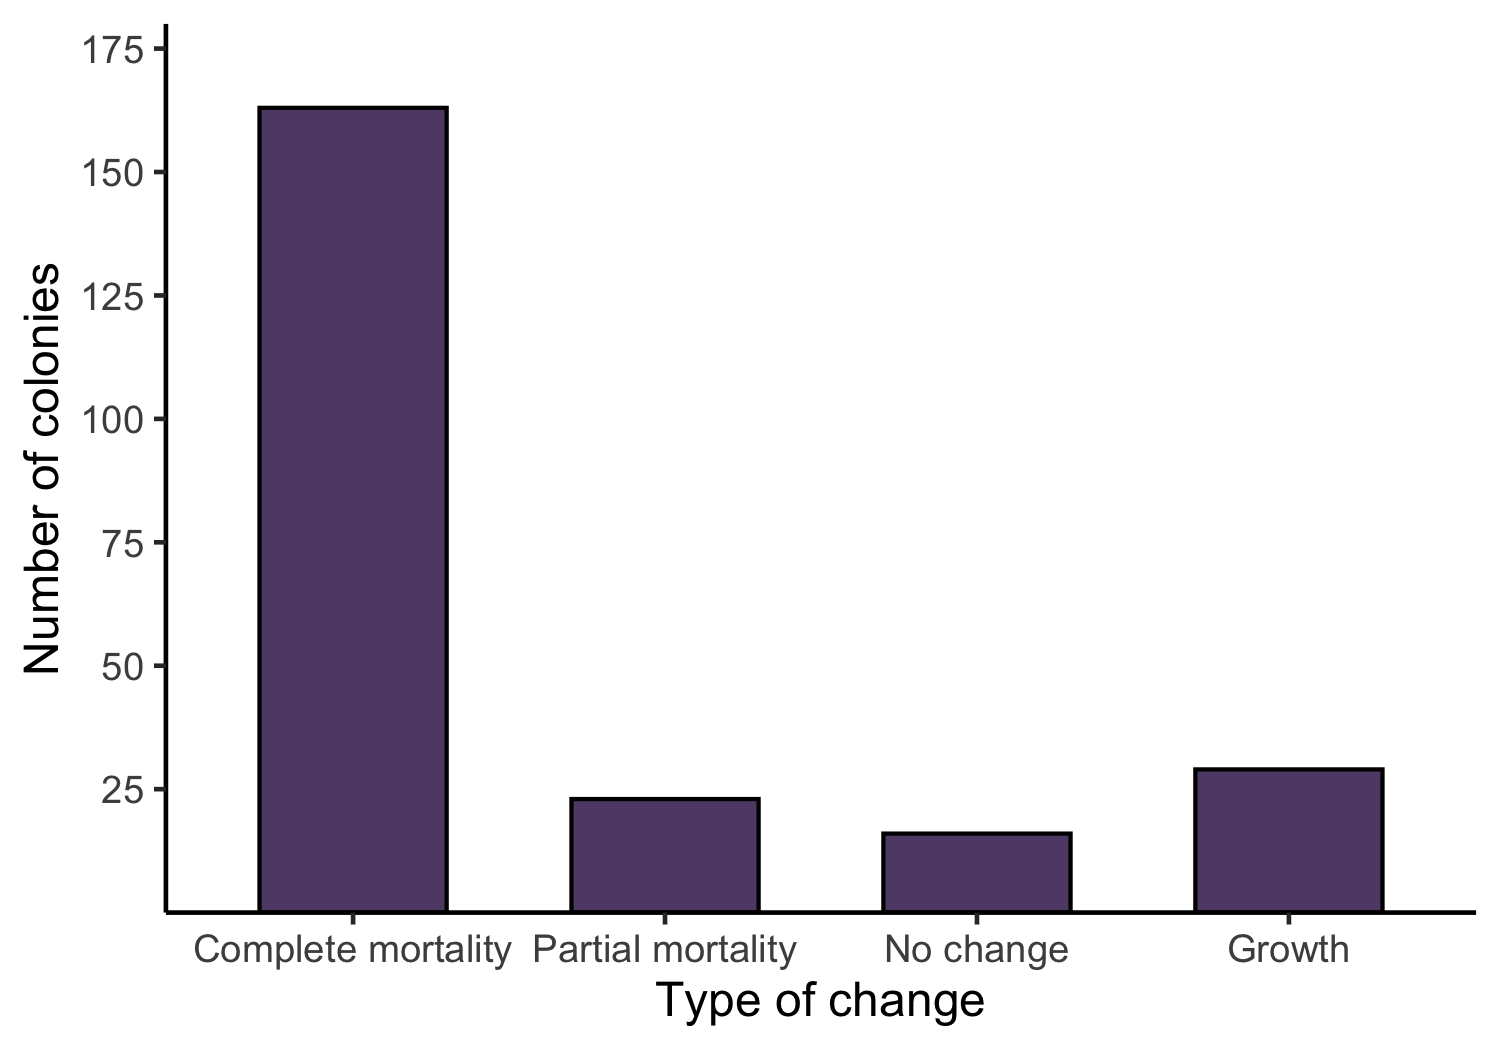 Number of colonies
175
150
125
100
75
50
25
Complete mortality Partial mortality No change Growth
Type of change